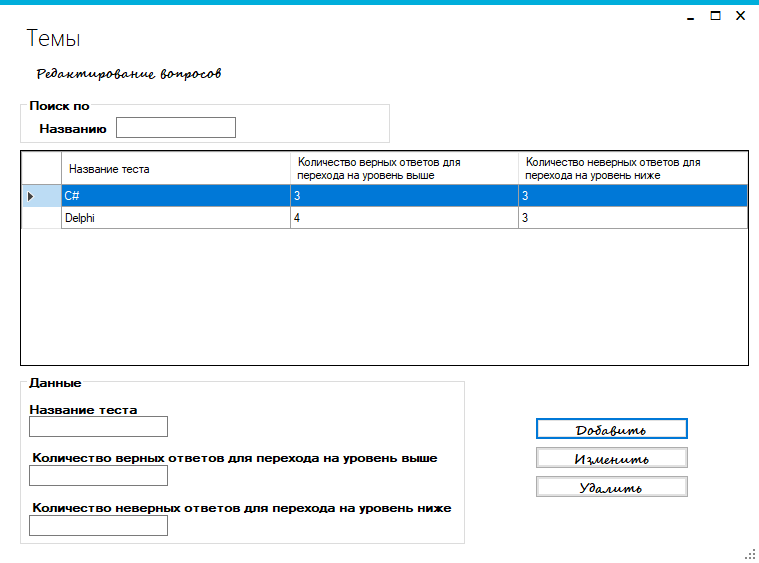 Темы
Редактирование вопросов
Поиск по
Названию
Название теста
Количество верных ответов для
перехода на уровень выше
Количество неверных ответов для
перехода на уровень ниже
C# 3 3
Delphi 4 3
Данные
Название теста
Количество верных ответов для перехода на уровень выше
Количество неверных ответов для перехода на уровень ниже
Добавить
Изменить
Удалить